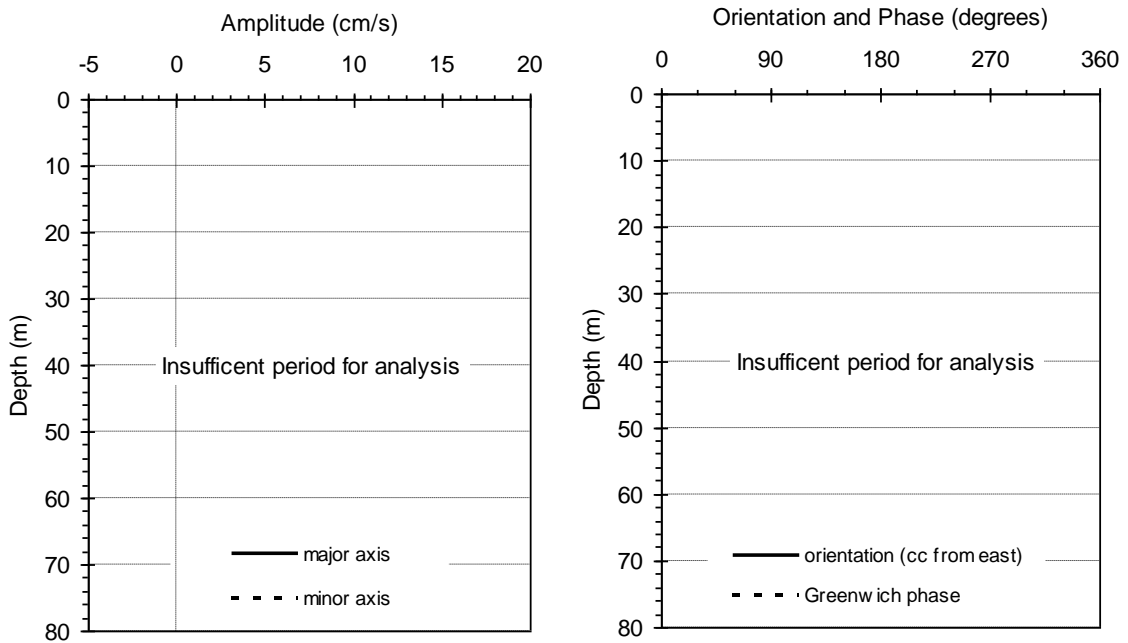 Amplitude (cm/s)
-5 0 5 10 15 20
0
10
20
30
40
50
60
70
80
Depth (m)
Insufficent period for analysis
major axis
minor axis
Orientation and Phase (degrees)
0 90 180 270 360
0
10
20
30
40
50
60
70
80
Depth (m)
Insufficent period for analysis
orientation (cc from east)
Greenwich phase